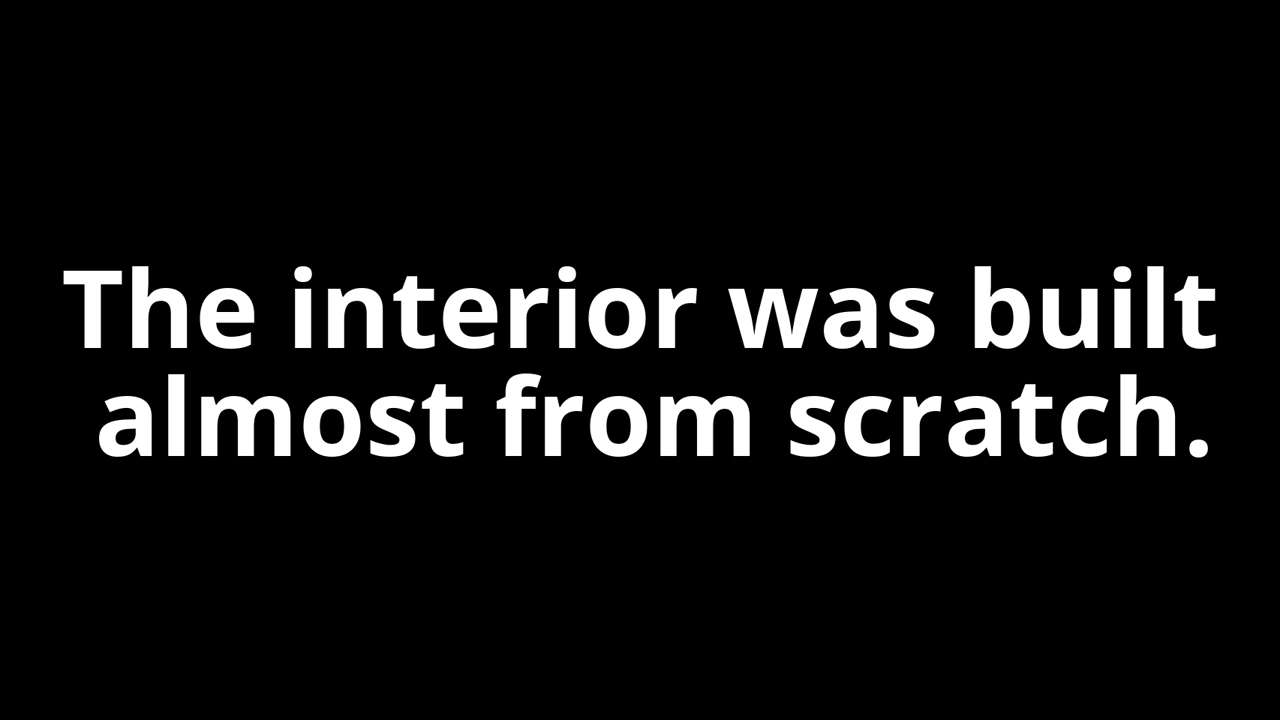 The interior was built
almost from scratch.